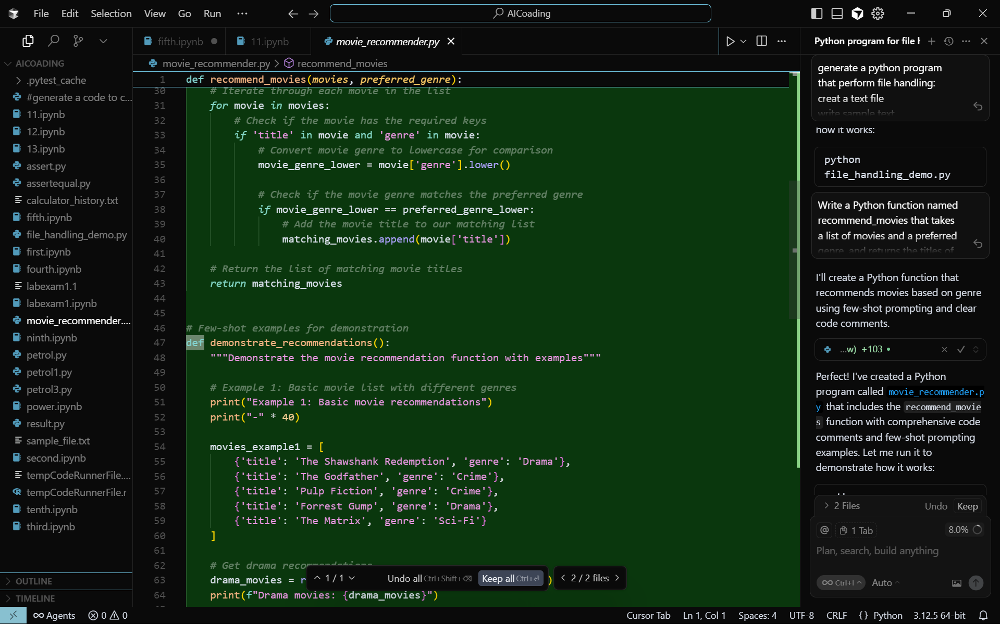 File Edit Selection View Go Run ··· ← → AICoading
fifth.ipynb ● 11.ipynb movie_recommender.py ×
Python program for file
AICOADING
.pytest_cache
#generate a code to c...
11.ipynb
12.ipynb
13.ipynb
assert.py
assertequal.py
calculator_history.txt
fifth.ipynb
file_handling_demo.py
first.ipynb
fourth.ipynb
labexam1.1
labexam1.ipynb
movie_recommender....
ninth.ipynb
petrol.py
petrol1.py
petrol3.py
power.ipynb
result.py
sample_file.txt
second.ipynb
tempCodeRunnerFile....
tempCodeRunnerFile.r
tenth.ipynb
third.ipynb
OUTLINE
TIMELINE
movie_recommender.py > recommend_movies
1 def recommend_movies(movies, preferred_genre):
30 # Iterate through each movie in the list
31 for movie in movies:
32 # Check if the movie has the required keys
33 if 'title' in movie and 'genre' in movie:
34 # Convert movie genre to lowercase for comparison
35 movie_genre_lower = movie['genre'].lower()
36
37 # Check if the movie genre matches the preferred genre
38 if movie_genre_lower == preferred_genre_lower:
39 # Add the movie title to our matching list
40 matching_movies.append(movie['title'])
41
42 # Return the list of matching movie titles
43 return matching_movies
44
45
46 # Few-shot examples for demonstration
47 def demonstrate_recommendations():
48 """Demonstrate the movie recommendation function with examples"""
49
50 # Example 1: Basic movie list with different genres
51 print("Example 1: Basic movie recommendations")
52 print("-" * 40)
53
54 movies_example1 = [
55 {'title': 'The Shawshank Redemption', 'genre': 'Drama'},
56 {'title': 'The Godfather', 'genre': 'Crime'},
57 {'title': 'Pulp Fiction', 'genre': 'Crime'},
58 {'title': 'Forrest Gump', 'genre': 'Drama'},
59 {'title': 'The Matrix', 'genre': 'Sci-Fi'}
60 ]
61
62 # Get drama recommendations
63 drama_movies = r )
64 print(f"Drama movies: {drama_movies}")
1 / 1 Undo all Ctrl+Shift+⌫ Keep all Ctrl+⏎ < 2 / 2 files >
generate a python program
that perform file handling:
creat a text file
write sample text
how it works:
python
file_handling_demo.py
Write a Python function named
recommend_movies that takes
a list of movies and a preferred
genre, and returns the titles of
I'll create a Python function that
recommends movies based on genre
using few-shot prompting and clear
code comments.
...w) +103 •
Perfect! I've created a Python
program called movie_recommender.p
y that includes the recommend_movie
s function with comprehensive code
comments and few-shot prompting
examples. Let me run it to
demonstrate how it works:
> 2 Files Undo Keep
@ 1 Tab 8.0%
Plan, search, build anything
∞ Ctrl+I Auto
∞ Agents 0 0 Cursor Tab Ln 1, Col 1 Spaces: 4 UTF-8 CRLF {} Python 3.12.5 64-bit